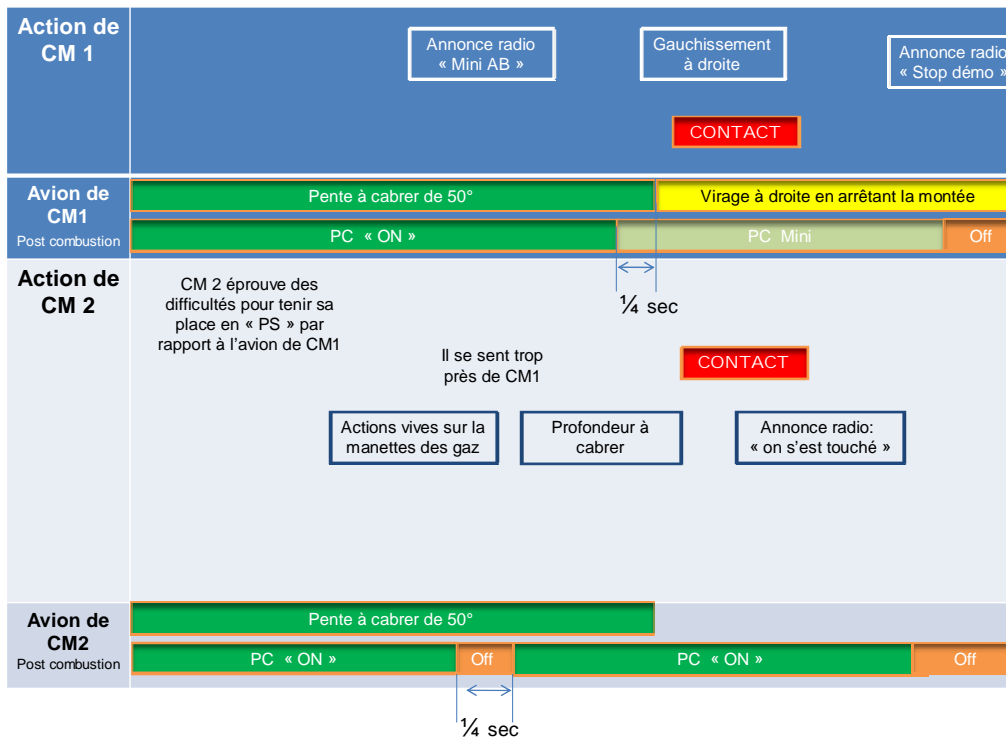 Action de
CM 1
Annonce radio
« Mini AB »
Gauchissement
à droite
Annonce radio
« Stop démo »
CONTACT
Avion de
CM1
Post combustion
Pente à cabrer de 50°
Virage à droite en arrêtant la montée
PC « ON »
PC Mini
Off
Action de
CM 2
CM 2 éprouve des
difficultés pour tenir sa
place en « PS » par
rapport à l'avion de CM1
¼ sec
Il se sent trop
près de CM1
CONTACT
Actions vives sur la
manettes des gaz
Profondeur à
cabrer
Annonce radio:
« on s'est touché »
Avion de
CM2
Post combustion
Pente à cabrer de 50°
PC « ON »
Off
PC « ON »
Off
¼ sec